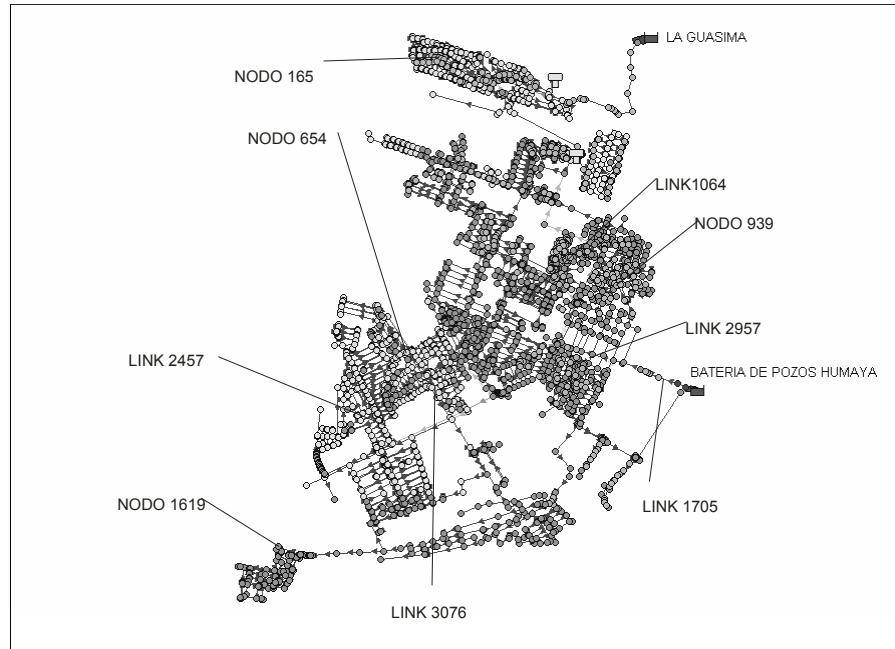 LA GUASIMA
NODO 165
NODO 654
LINK1064
NODO 939
LINK 2957
LINK 2457
BATERIA DE POZOS HUMAYA
NODO 1619
LINK 1705
LINK 3076